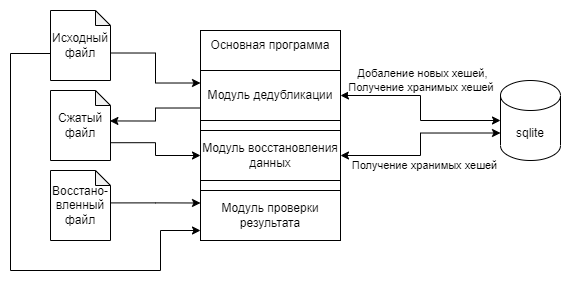 Исходный
файл
Основная программа
Модуль дедубликации
Добаление новых хешей,
Получение хранимых хешей
Сжатый
файл
sqlite
Модуль восстановления
данных
Получение хранимых хешей
Восстано-
вленный
файл
Модуль проверки
результата